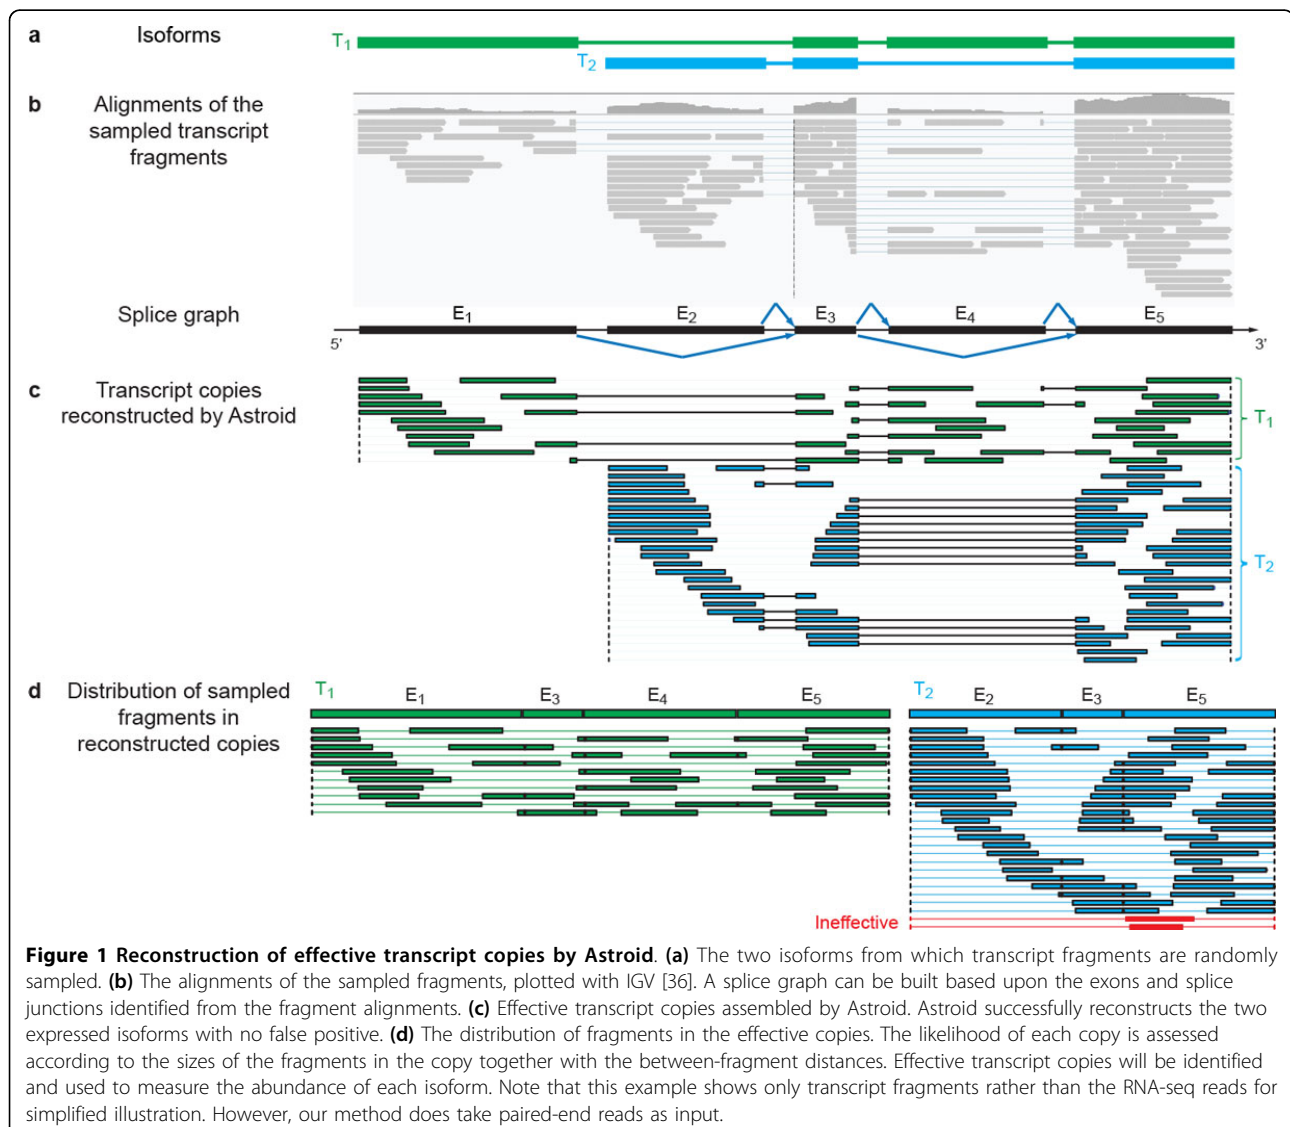 a Isoforms
T1
T2
b Alignments of the
sampled transcript
fragments
Splice graph
E1 E2 E3 E4 E5
5' 3'
c Transcript copies
reconstructed by Astroid
T1
T2
d Distribution of sampled
fragments in
reconstructed copies
T1 E1 E3 E4 E5
T2 E2 E3 E5
Ineffective
Figure 1 Reconstruction of effective transcript copies by Astroid. (a) The two isoforms from which transcript fragments are randomly
sampled. (b) The alignments of the sampled fragments, plotted with IGV [36]. A splice graph can be built based upon the exons and splice
junctions identified from the fragment alignments. (c) Effective transcript copies assembled by Astroid. Astroid successfully reconstructs the two
expressed isoforms with no false positive. (d) The distribution of fragments in the effective copies. The likelihood of each copy is assessed
according to the sizes of the fragments in the copy together with the between-fragment distances. Effective transcript copies will be identified
and used to measure the abundance of each isoform. Note that this example shows only transcript fragments rather than the RNA-seq reads for
simplified illustration. However, our method does take paired-end reads as input.